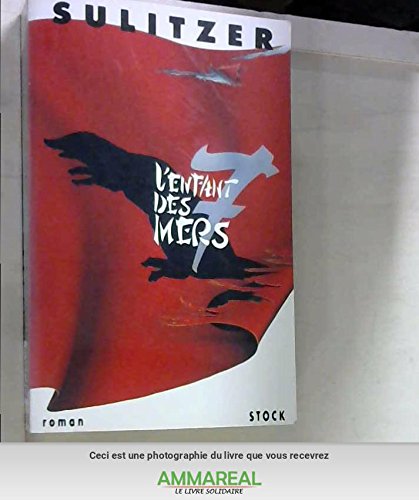 SULITZER
L'ENFANT
DES 7
MERS
roman
STOCK
Ceci est une photographie du livre que vous recevrez
AMMAREAL
LE LIVRE SOLIDAIRE